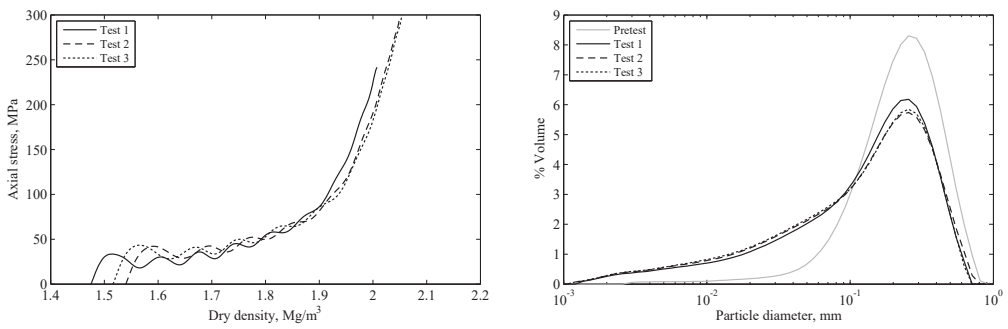 300
250
200
150
100
50
0
Axial stress, MPa
Test 1
Test 2
Test 3
1.4 1.5 1.6 1.7 1.8 1.9 2 2.1 2.2
Dry density, Mg/m³
9
8
7
6
5
4
3
2
1
0
% Volume
Pretest
Test 1
Test 2
Test 3
10⁻³ 10⁻² 10⁻¹ 10⁰
Particle diameter, mm